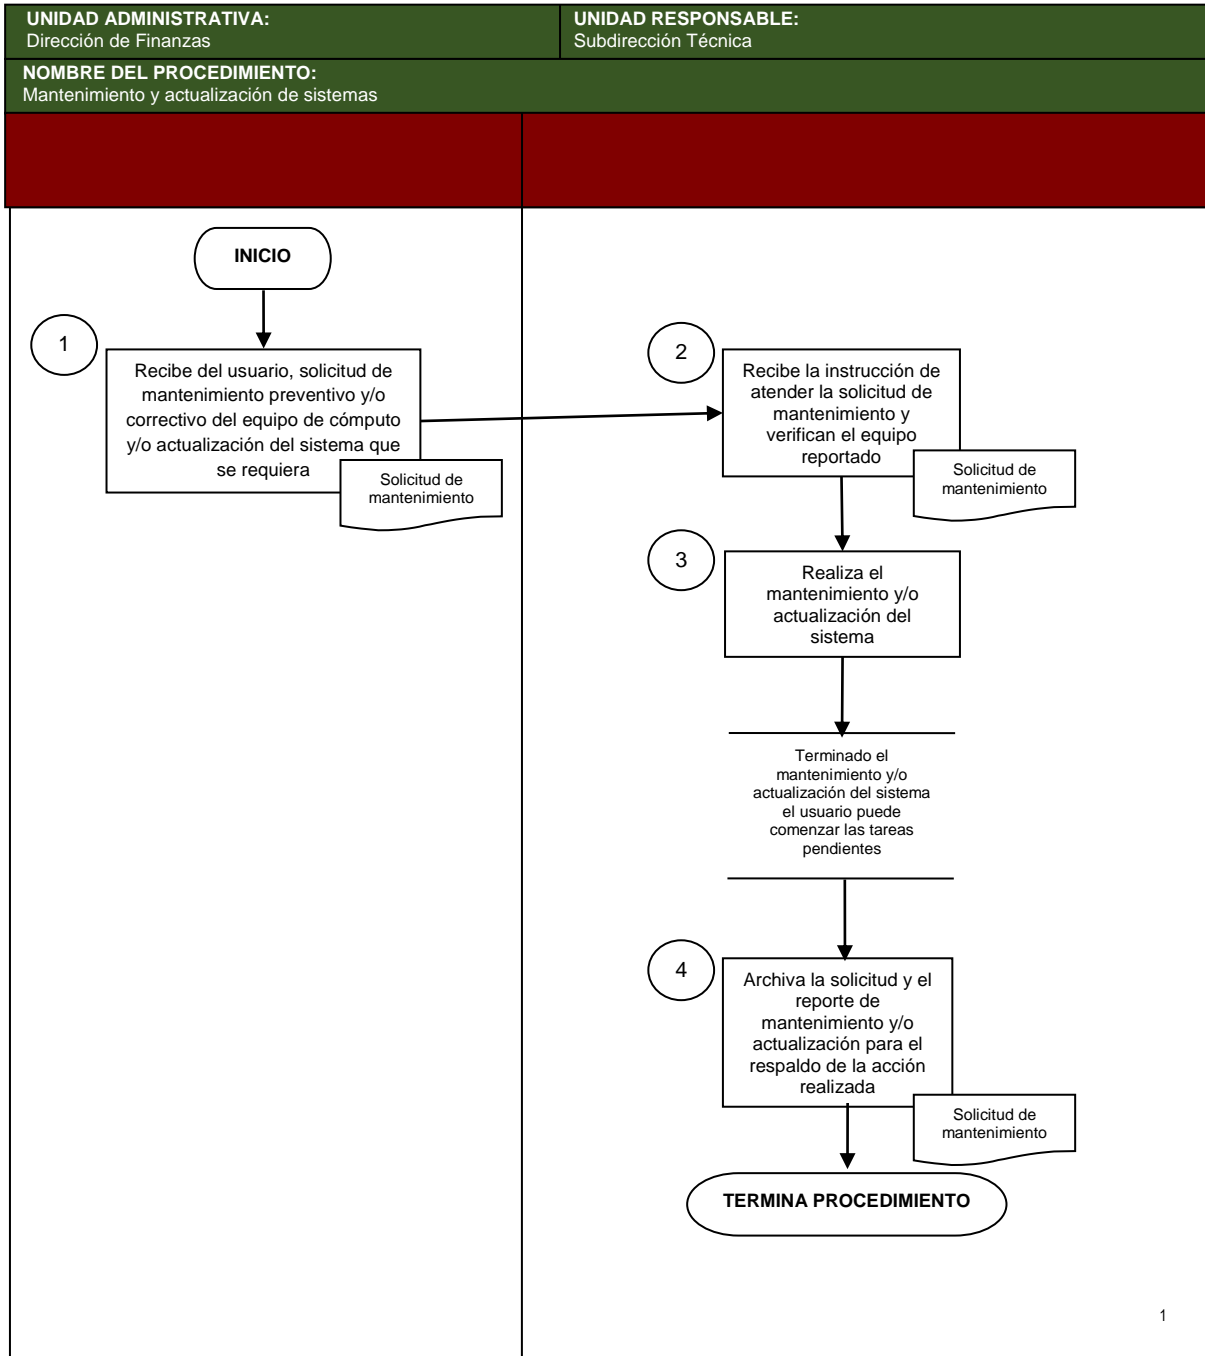 UNIDAD ADMINISTRATIVA:
Dirección de Finanzas
UNIDAD RESPONSABLE:
Subdirección Técnica
NOMBRE DEL PROCEDIMIENTO:
Mantenimiento y actualización de sistemas
INICIO
1
Recibe del usuario, solicitud de
mantenimiento preventivo y/o
correctivo del equipo de cómputo
y/o actualización del sistema que
se requiera
Solicitud de
mantenimiento
2
Recibe la instrucción de
atender la solicitud de
mantenimiento y
verifican el equipo
reportado
Solicitud de
mantenimiento
3
Realiza el
mantenimiento y/o
actualización del
sistema
Terminado el
mantenimiento y/o
actualización del sistema
el usuario puede
comenzar las tareas
pendientes
4
Archiva la solicitud y el
reporte de
mantenimiento y/o
actualización para el
respaldo de la acción
realizada
Solicitud de
mantenimiento
TERMINA PROCEDIMIENTO
1